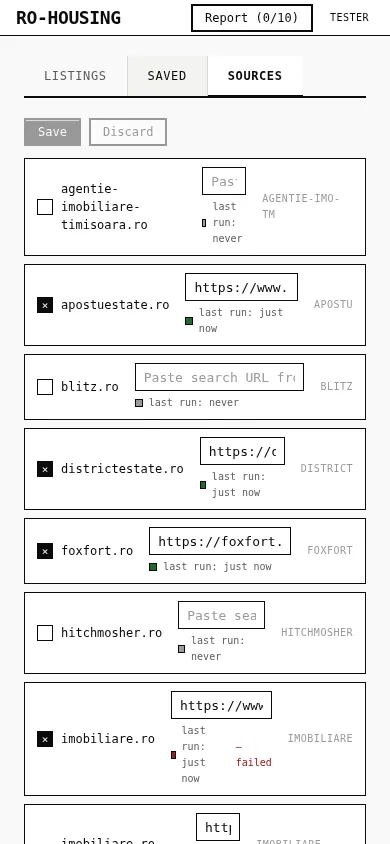 RO-HOUSING
Report (0/10)
TESTER
LISTINGS
SAVED
SOURCES
Save
Discard
agentie-
imobiliare-
timisoara.ro
Pas
last
run:
never
AGENTIE-IMO-
TM
apostuestate.ro
https://www.
last run: just
now
APOSTU
blitz.ro
Paste search URL fro
last run: never
BLITZ
districtestate.ro
https://d
last run:
just now
DISTRICT
foxfort.ro
https://foxfort.
last run: just now
FOXFORT
hitchmosher.ro
Paste sea
last run:
never
HITCHMOSHER
imobiliare.ro
https://www
last
run:
just
now
—
failed
IMOBILIARE
imobiliare.ro
http
IMOBILIARE